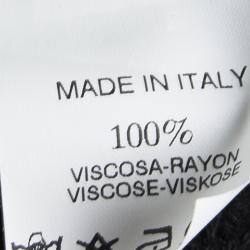 MADE IN ITALY
100%
VISCOSA-RAYON
VISCOSE-VISKOSE